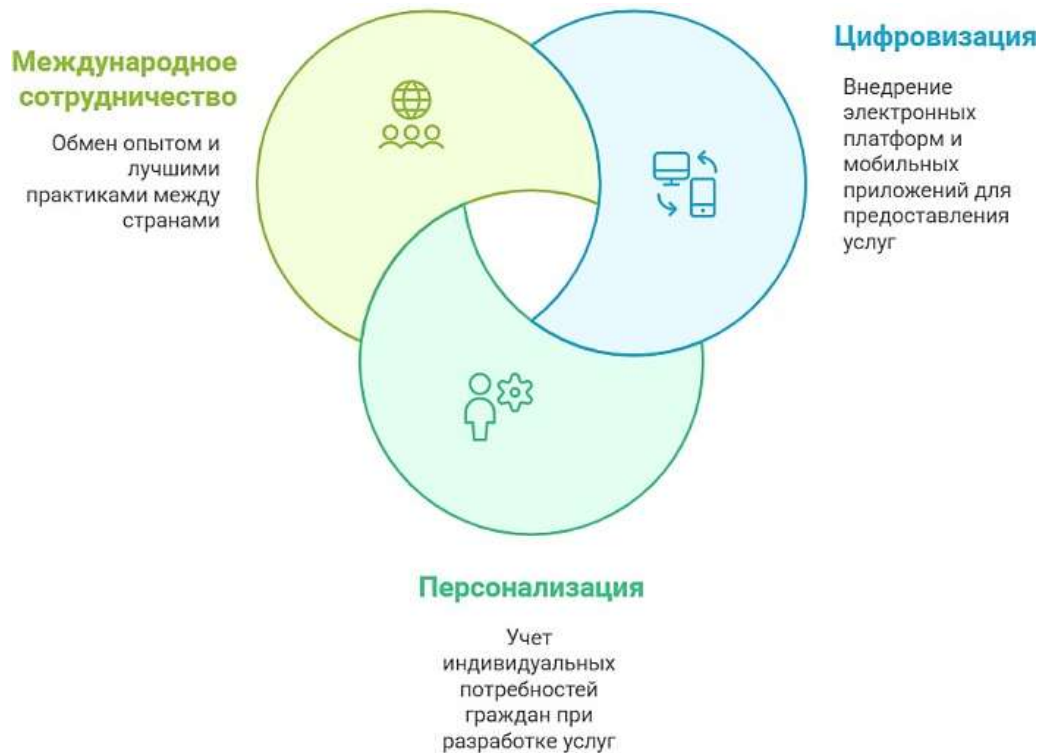 Международное
сотрудничество
Обмен опытом и
лучшими
практиками между
странами
Цифровизация
Внедрение
электронных
платформ и
мобильных
приложений для
предоставления
услуг
Персонализация
Учет
индивидуальных
потребностей
граждан при
разработке услуг